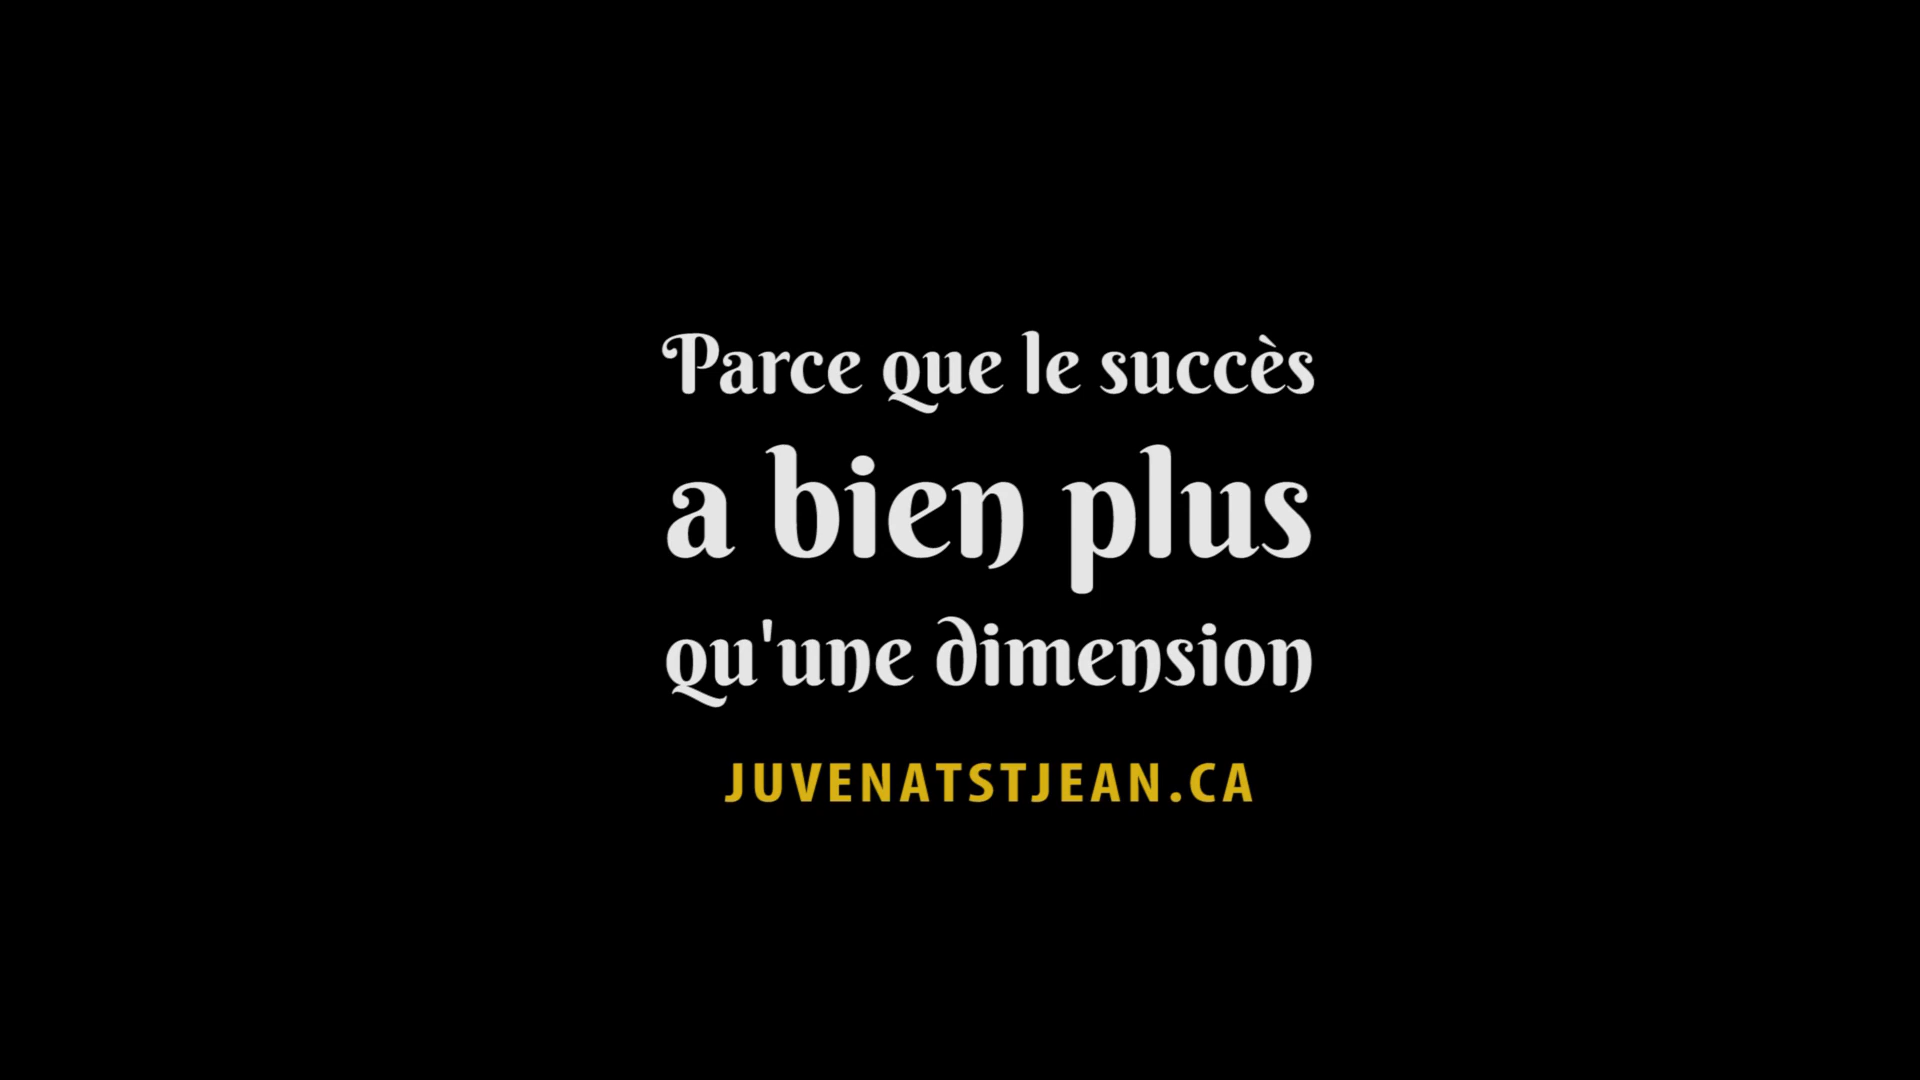 Parce que le succès
a bien plus
qu'une dimension
JUVENATSTJEAN.CA